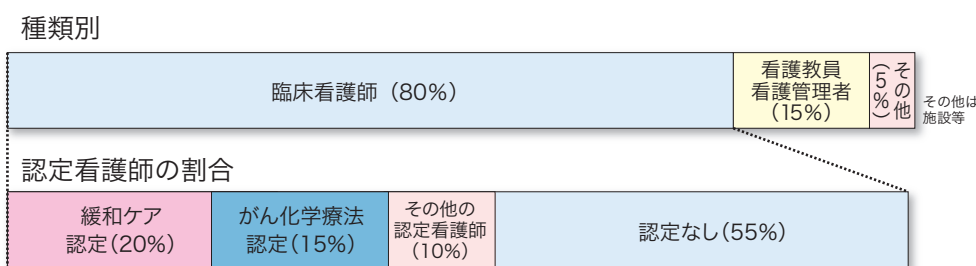 種類別
臨床看護師（80%）
看護教員
看護管理者
（15%）
その他
（5%）
その他は
施設等
認定看護師の割合
緩和ケア
認定（20%）
がん化学療法
認定（15%）
その他の
認定看護師
（10%）
認定なし（55%）